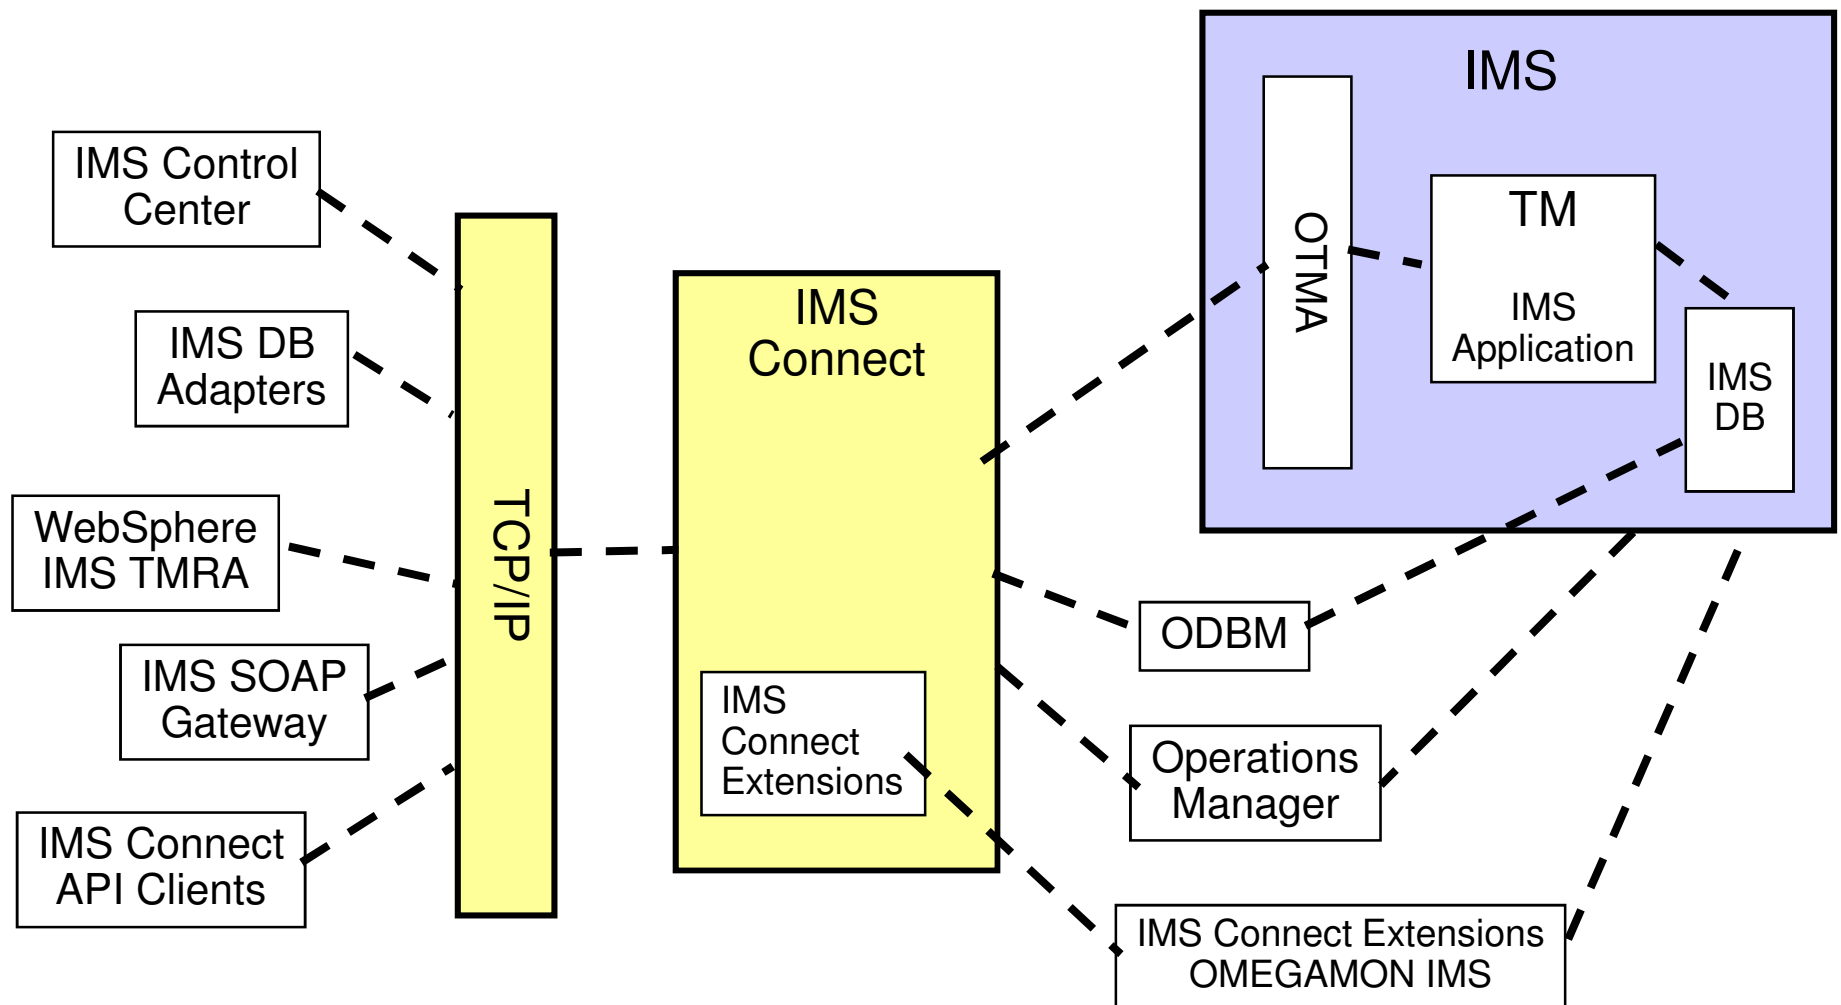 IMS Control
Center
IMS DB
Adapters
WebSphere
IMS TMRA
IMS SOAP
Gateway
IMS Connect
API Clients
TCP/IP
IMS
Connect
IMS
Connect
Extensions
IMS
OTMA
TM
IMS
Application
IMS
DB
ODBM
Operations
Manager
IMS Connect Extensions
OMEGAMON IMS